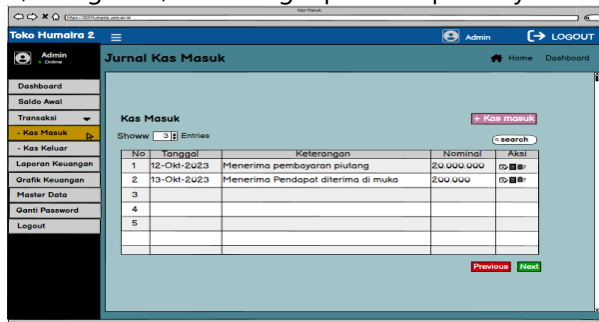 Kas Masuk
Toko Humaira 2
Admin
LOGOUT
Admin
Online
Jurnal Kas Masuk
Home Dashboard
Dashboard
Saldo Awal
Transaksi
- Kas Masuk
- Kas Keluar
Laporan Keuangan
Grafik Keuangan
Master Data
Ganti Password
Logout
Kas Masuk
+ Kas masuk
Showw 3 Entries
search
No Tanggal Keterangan Nominal Aksi
1 12-Okt-2023 Menerima pembayaran piutang 20.000.000
2 13-Okt-2023 Menerima Pendapat diterima di muka 200.000
3
4
5
Previous Next